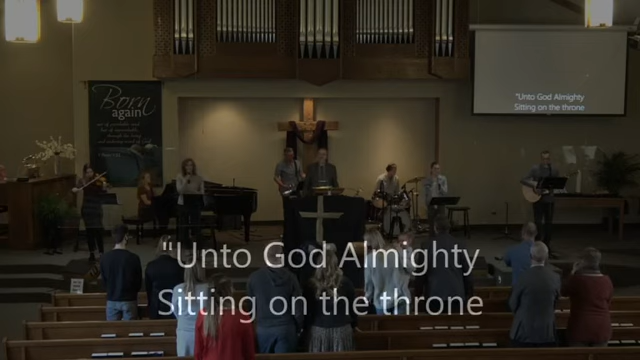 Born
again
"Unto God Almighty
Sitting on the throne
"Unto God Almighty
Sitting on the throne